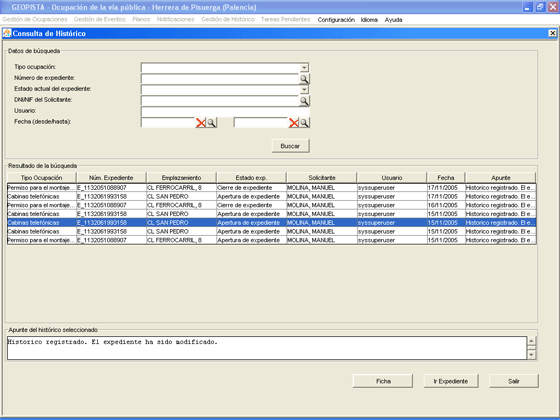 GEOPISTA - Ocupación de la vía pública - Herrera de Pisuerga (Palencia)
Gestión de Ocupaciones Gestión de Eventos Planos Notificaciones Gestión de Histórico Tareas Pendientes Configuración Idioma Ayuda
Consulta de Histórico
Datos de búsqueda
Tipo ocupación:
Número de expediente:
Estado actual del expediente:
DNI/NIF del Solicitante:
Usuario:
Fecha (desde/hasta):
Buscar
Resultado de la búsqueda
Tipo Ocupación Núm. Expediente Emplazamiento Estado exp. Solicitante Usuario Fecha Apunte
Permiso para el montaje... E_1132051088907 CL FERROCARRIL, 8 Cierre de expediente MOLINA, MANUEL syssuperuser 17/11/2005 Historico registrado. El e...
Cabinas telefónicas E_1132061993158 CL SAN PEDRO Apertura de expediente MOLINA, MANUEL syssuperuser 17/11/2005 Historico registrado. El e...
Permiso para el montaje... E_1132051088907 CL FERROCARRIL, 8 Apertura de expediente MOLINA, MANUEL syssuperuser 16/11/2005 Historico registrado. El e...
Cabinas telefónicas E_1132061993158 CL SAN PEDRO Apertura de expediente MOLINA, MANUEL syssuperuser 15/11/2005 Historico registrado. El e...
Cabinas telefónicas E_1132061993158 CL SAN PEDRO Apertura de expediente MOLINA, MANUEL syssuperuser 15/11/2005 Historico registrado. El e...
Cabinas telefónicas E_1132061993158 CL SAN PEDRO Apertura de expediente MOLINA, MANUEL syssuperuser 15/11/2005 Historico registrado. El e...
Permiso para el montaje... E_1132051088907 CL FERROCARRIL, 8 Apertura de expediente MOLINA, MANUEL syssuperuser 15/11/2005 Historico registrado. El e...
Apunte del histórico seleccionado
Historico registrado. El expediente ha sido modificado.
Ficha Ir Expediente Salir